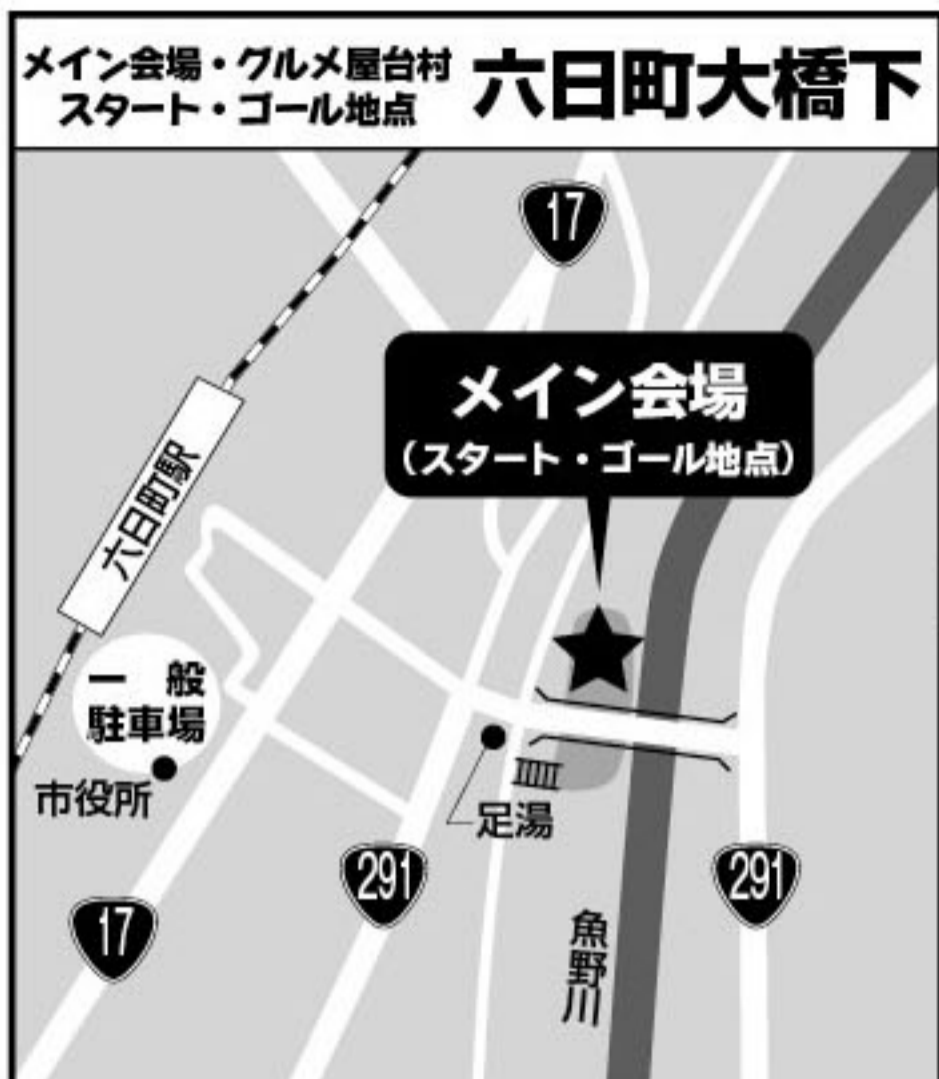 メイン会場・グルメ屋台村
スタート・ゴール地点
六日町大橋下
17
メイン会場
(スタート・ゴール地点)
六日町駅
一般
駐車場
市役所
足湯
291
291
17
魚野川